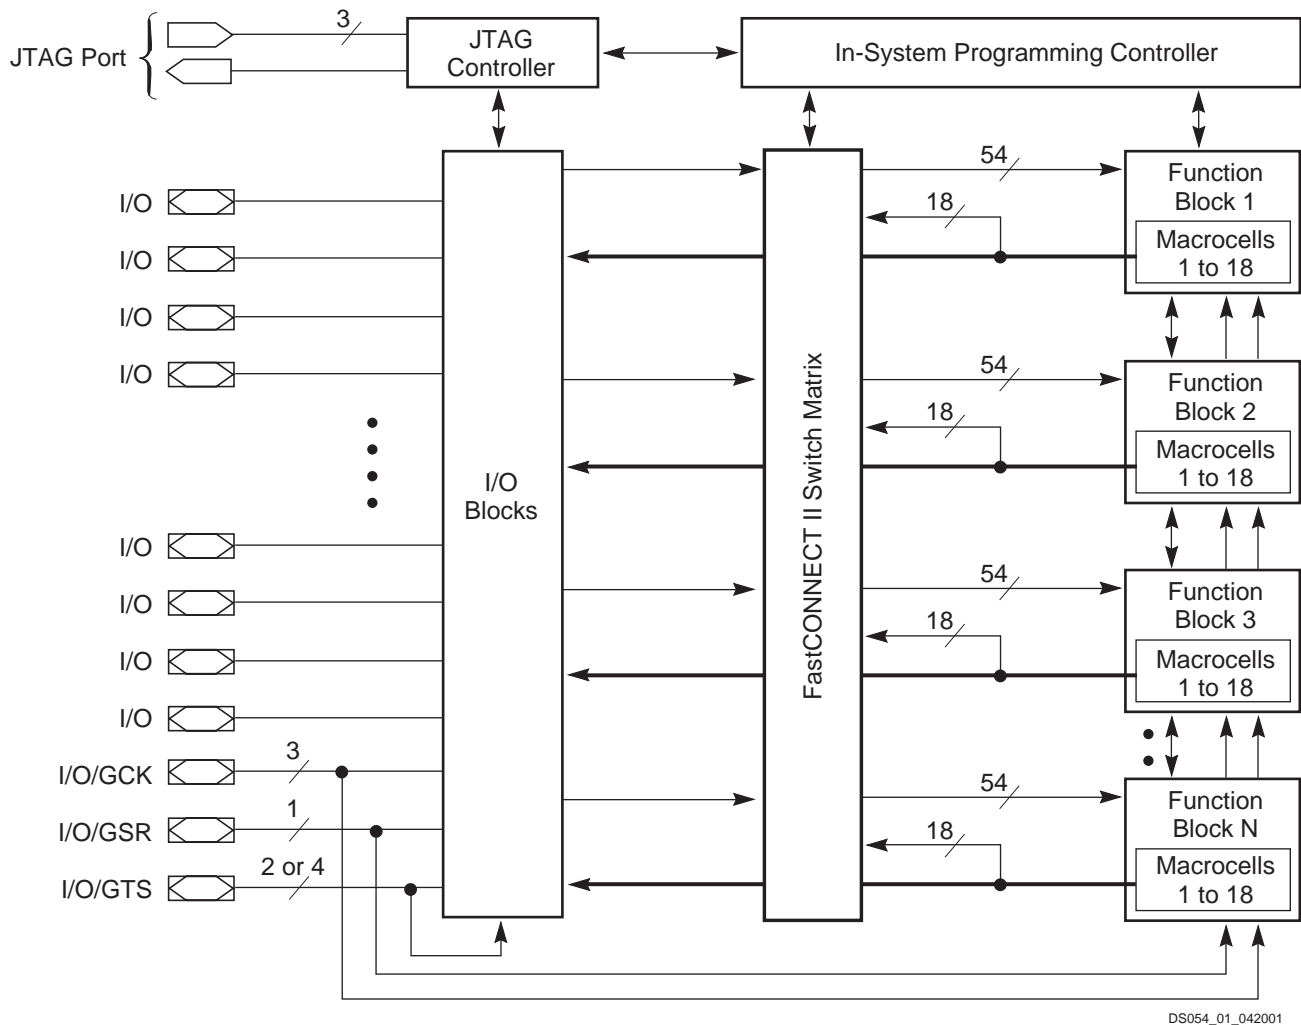 JTAG Port
3
JTAG
Controller
In-System Programming Controller
I/O
I/O
I/O
I/O
I/O
I/O
I/O
I/O
I/O/GCK
3
I/O/GSR
1
I/O/GTS
2 or 4
I/O
Blocks
FastCONNECT II Switch Matrix
54
18
Function
Block 1
Macrocells
1 to 18
54
18
Function
Block 2
Macrocells
1 to 18
54
18
Function
Block 3
Macrocells
1 to 18
54
18
Function
Block N
Macrocells
1 to 18
DS054_01_042001